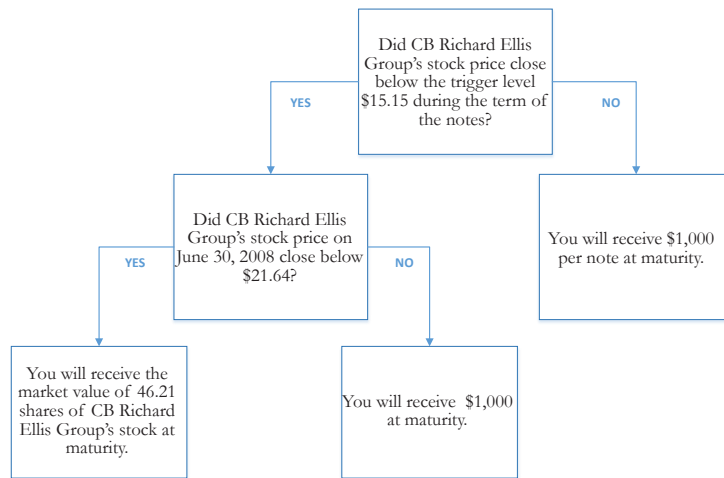 Did CB Richard Ellis
Group's stock price close
below the trigger level
$15.15 during the term of
the notes?
YES
NO
Did CB Richard Ellis
Group's stock price on
June 30, 2008 close below
$21.64?
You will receive $1,000
per note at maturity.
YES
NO
You will receive the
market value of 46.21
shares of CB Richard
Ellis Group's stock at
maturity.
You will receive $1,000
at maturity.